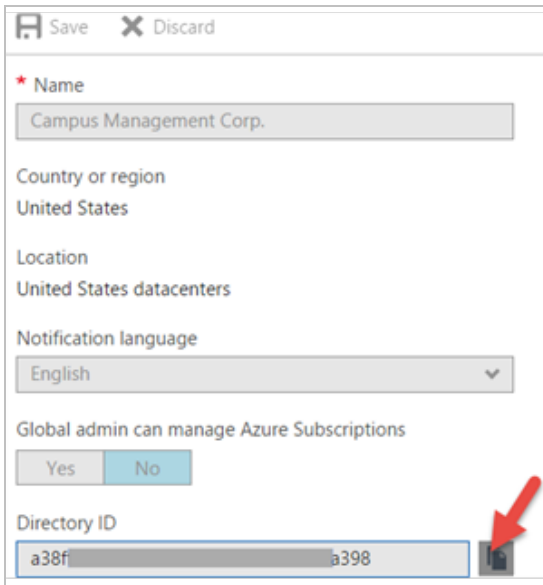 Save Discard
* Name
Campus Management Corp.
Country or region
United States
Location
United States datacenters
Notification language
English
Global admin can manage Azure Subscriptions
Yes No
Directory ID
a38f a398